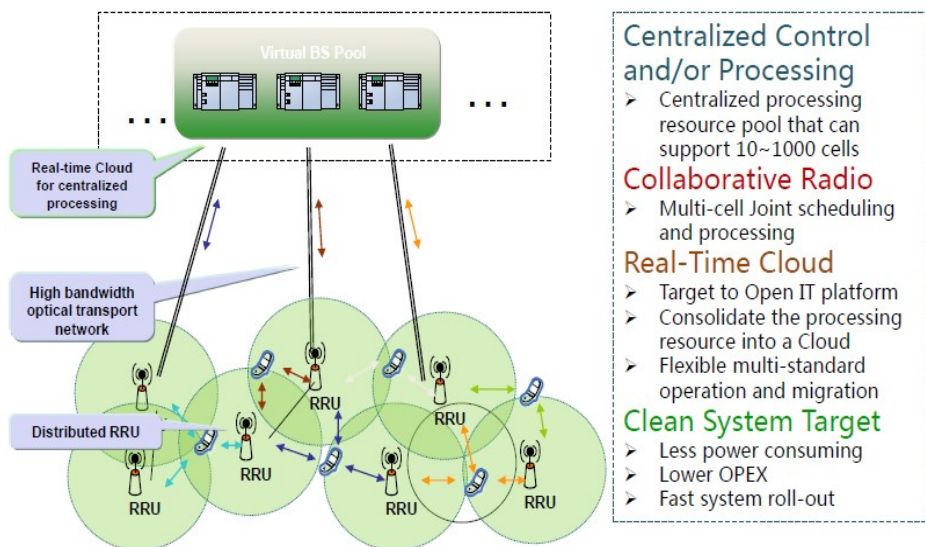 Virtual BS Pool
...
...
Real-time Cloud
for centralized
processing
High bandwidth
optical transport
network
Distributed RRU
RRU
RRU
RRU
RRU
RRU
RRU
RRU
Centralized Control
and/or Processing
➢ Centralized processing
resource pool that can
support 10~1000 cells
Collaborative Radio
➢ Multi-cell Joint scheduling
and processing
Real-Time Cloud
➢ Target to Open IT platform
➢ Consolidate the processing
resource into a Cloud
➢ Flexible multi-standard
operation and migration
Clean System Target
➢ Less power consuming
➢ Lower OPEX
➢ Fast system roll-out